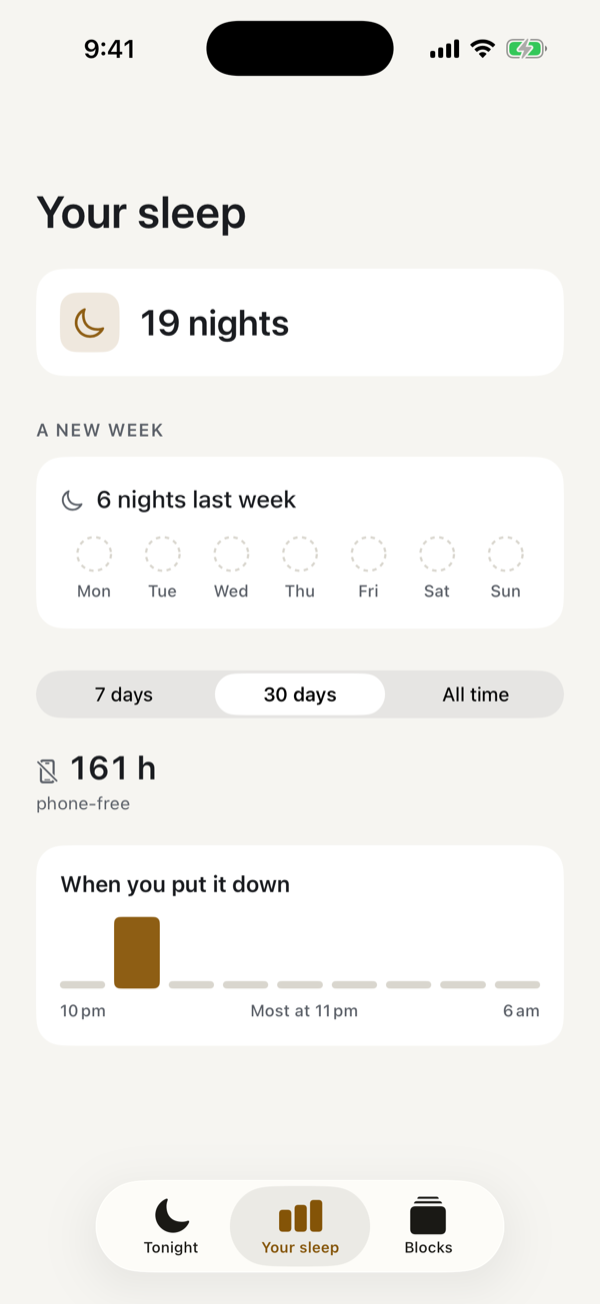 9:41
Your sleep
19 nights
A NEW WEEK
6 nights last week
Mon Tue Wed Thu Fri Sat Sun
7 days 30 days All time
161 h
phone-free
When you put it down
10 pm Most at 11 pm 6 am
Tonight Your sleep Blocks